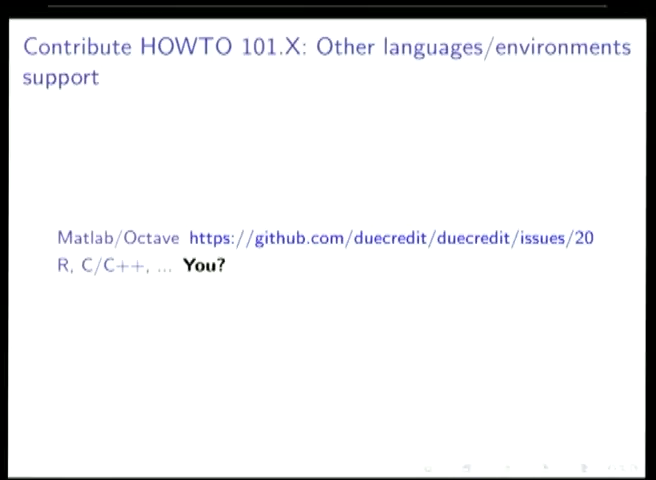 Contribute HOWTO 101.X: Other languages/environments
support
Matlab/Octave https://github.com/duecredit/duecredit/issues/20
R, C/C++, ... You?